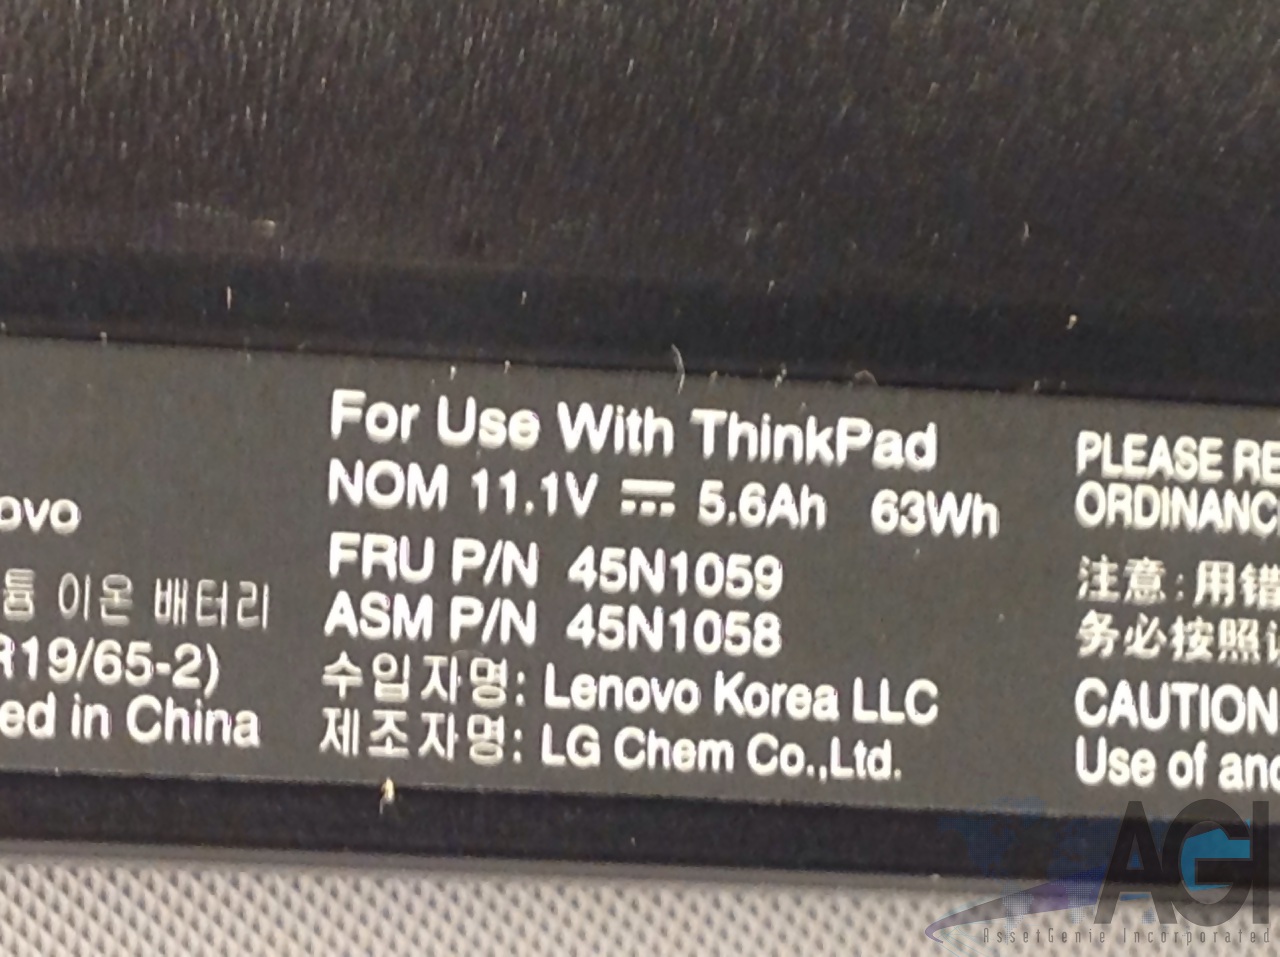 ovo
튬 이온 배터리
R19/65-2)
ed in China
For Use With ThinkPad
NOM 11.1V ⎓ 5.6Ah 63Wh
FRU P/N 45N1059
ASM P/N 45N1058
수입자명: Lenovo Korea LLC
제조자명: LG Chem Co.,Ltd.
PLEASE RE
ORDINANC
注意:用错
务必按照
CAUTION
Use of and
AGI
AssetGenie Incorporated